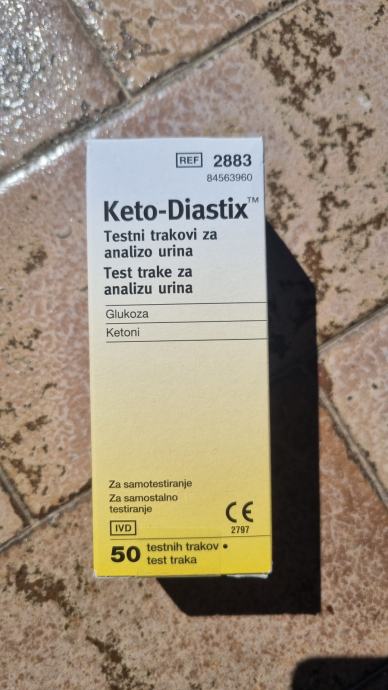 REF 2883
84563960
Keto-Diastix™
Testni trakovi za
analizo urina
Test trake za
analizu urina
Glukoza
Ketoni
Za samotestiranje
Za samostalno
testiranje
IVD
CE
2797
50 testnih trakov •
test traka